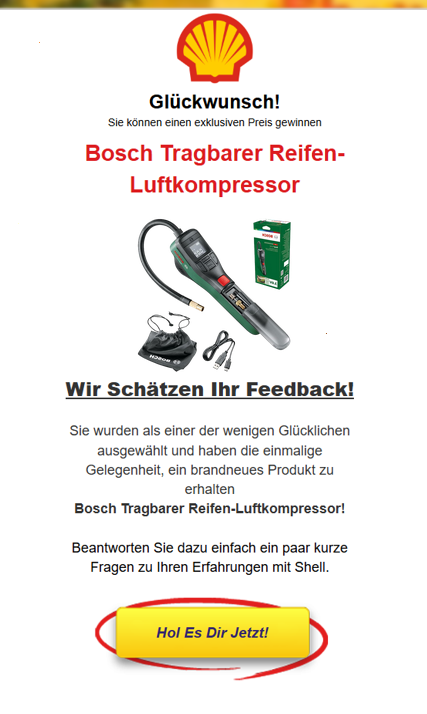 Glückwunsch!
Sie können einen exklusiven Preis gewinnen
Bosch Tragbarer Reifen-
Luftkompressor
BOSCH
BOSCH
Wir Schätzen Ihr Feedback!
Sie wurden als einer der wenigen Glücklichen
ausgewählt und haben die einmalige
Gelegenheit, ein brandneues Produkt zu
erhalten
Bosch Tragbarer Reifen-Luftkompressor!
Beantworten Sie dazu einfach ein paar kurze
Fragen zu Ihren Erfahrungen mit Shell.
Hol Es Dir Jetzt!